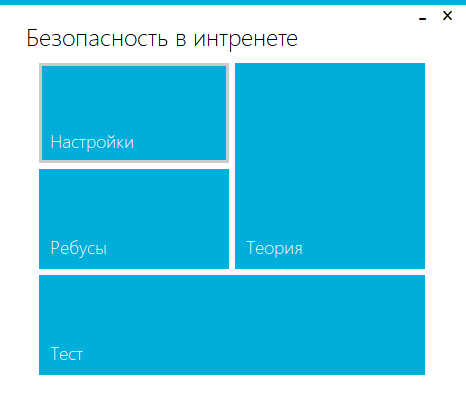 Безопасность в интренете
Настройки
Ребусы
Теория
Тест